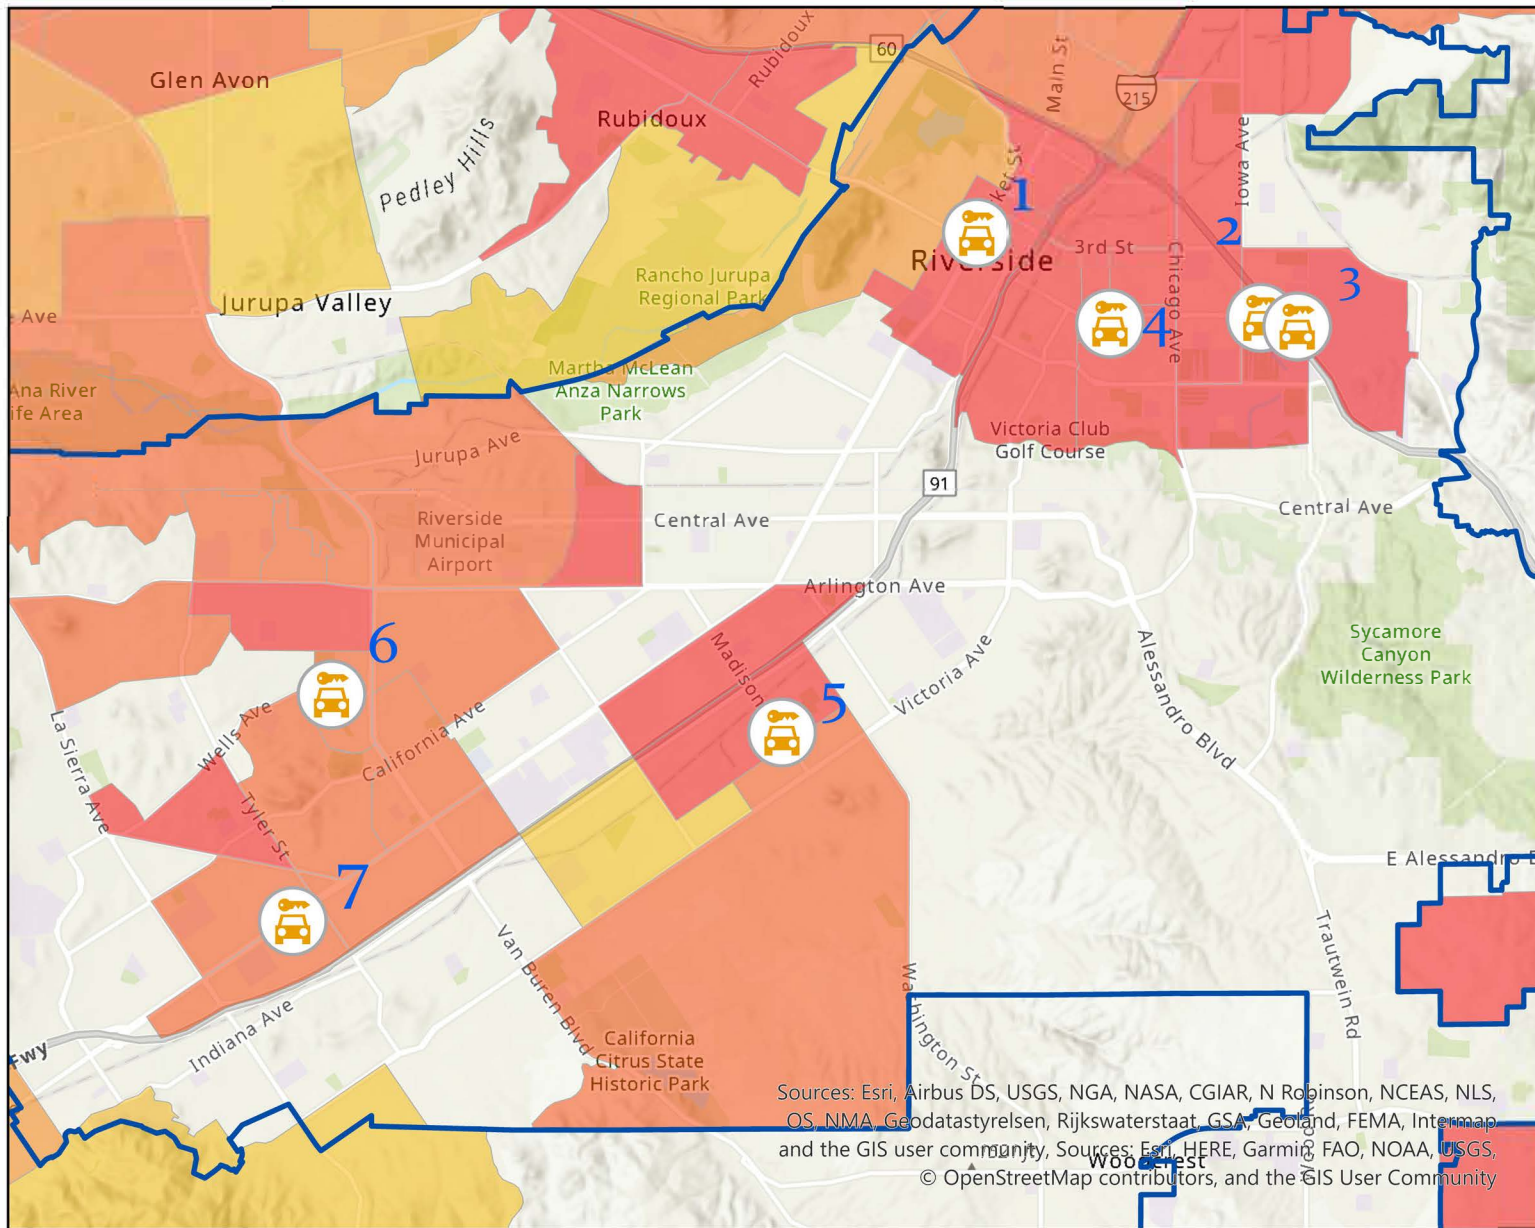 60
Rubidoux
Main St
215
Glen Avon
Rubidoux
Pedley Hills
Iowa Ave
ket St
1
2
3rd St
Riverside
Chicago Ave
3
Rancho Jurupa
Regional Park
Jurupa Valley
e Ave
4
Martha McLean
Anza Narrows
Park
Ana River
ife Area
Victoria Club
Golf Course
Jurupa Ave
91
Central Ave
Central Ave
Riverside
Municipal
Airport
Arlington Ave
6
Sycamore
Canyon
Wilderness Park
Madison
5
Victoria Ave
Alessandro Blvd
La Sierra Ave
Wells Ave
California Ave
Tyler St
7
E Alessandro B
Van Buren Blvd
Trautwein Rd
Washington St
Indiana Ave
Fwy
California
Citrus State
Historic Park
Woodcrest
Sources: Esri, Airbus DS, USGS, NGA, NASA, CGIAR, N Robinson, NCEAS, NLS,
OS, NMA, Geodatastyrelsen, Rijkswaterstaat, GSA, Geoland, FEMA, Intermap
and the GIS user community, Sources: Esri, HERE, Garmin, FAO, NOAA, USGS,
© OpenStreetMap contributors, and the GIS User Community